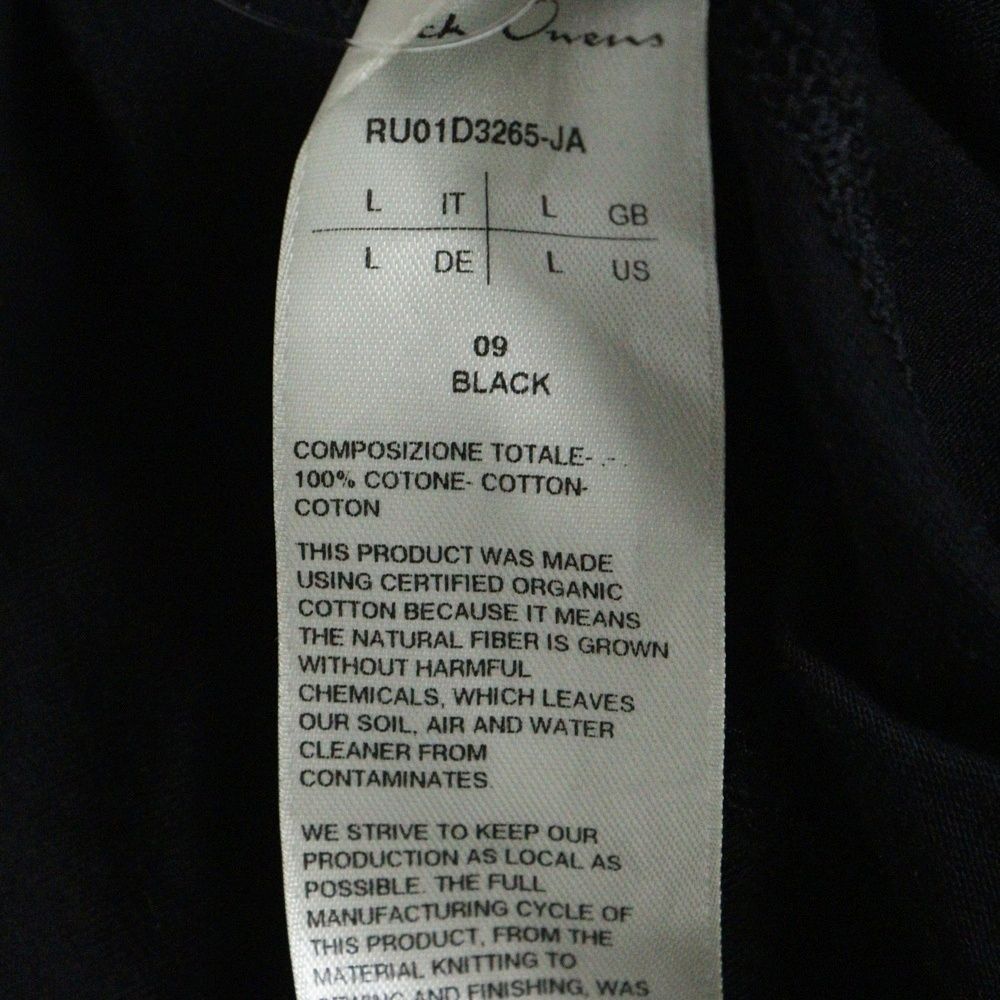 ck Owens
RU01D3265-JA
L IT L GB
L DE L US
09
BLACK
COMPOSIZIONE TOTALE- .-.
100% COTONE- COTTON-
COTON
THIS PRODUCT WAS MADE
USING CERTIFIED ORGANIC
COTTON BECAUSE IT MEANS
THE NATURAL FIBER IS GROWN
WITHOUT HARMFUL
CHEMICALS, WHICH LEAVES
OUR SOIL, AIR AND WATER
CLEANER FROM
CONTAMINATES.
WE STRIVE TO KEEP OUR
PRODUCTION AS LOCAL AS
POSSIBLE. THE FULL
MANUFACTURING CYCLE OF
THIS PRODUCT, FROM THE
MATERIAL KNITTING TO
SEWING AND FINISHING, WAS